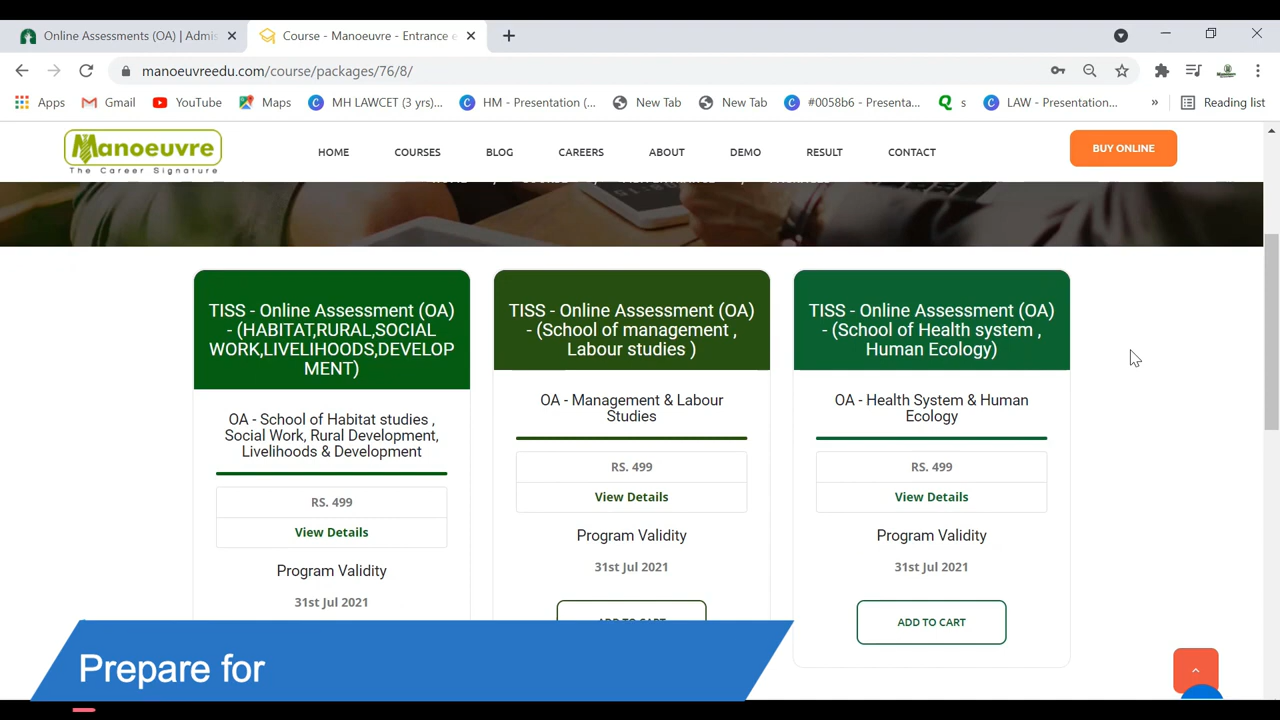 Online Assessments (OA) | Admis
Course - Manoeuvre - Entrance e
manoeuvreedu.com/course/packages/76/8/
Apps
Gmail
YouTube
Maps
MH LAWCET (3 yrs)...
HM - Presentation (...
New Tab
New Tab
#0058b6 - Presenta...
s
LAW - Presentation...
»
Reading list
Manoeuvre
The Career Signature
HOME
COURSES
BLOG
CAREERS
ABOUT
DEMO
RESULT
CONTACT
BUY ONLINE
TISS - Online Assessment (OA)
- (HABITAT,RURAL,SOCIAL
WORK,LIVELIHOODS,DEVELOP
MENT)
OA - School of Habitat studies ,
Social Work, Rural Development,
Livelihoods & Development
RS. 499
View Details
Program Validity
31st Jul 2021
TISS - Online Assessment (OA)
- (School of management ,
Labour studies )
OA - Management & Labour
Studies
RS. 499
View Details
Program Validity
31st Jul 2021
ADD TO CART
TISS - Online Assessment (OA)
- (School of Health system ,
Human Ecology)
OA - Health System & Human
Ecology
RS. 499
View Details
Program Validity
31st Jul 2021
ADD TO CART
Prepare for